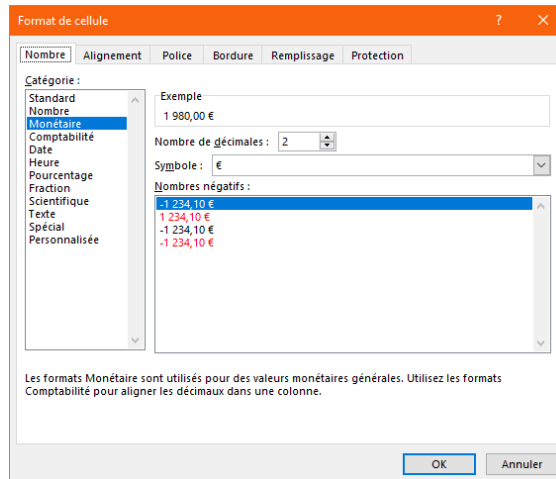 Format de cellule ? ×
Nombre Alignement Police Bordure Remplissage Protection
Catégorie :
Standard
Nombre
Monétaire
Comptabilité
Date
Heure
Pourcentage
Fraction
Scientifique
Texte
Spécial
Personnalisée
Exemple
1 980,00 €
Nombre de décimales : 2
Symbole : €
Nombres négatifs :
-1 234,10 €
1 234,10 €
-1 234,10 €
-1 234,10 €
Les formats Monétaire sont utilisés pour des valeurs monétaires générales. Utilisez les formats
Comptabilité pour aligner les décimaux dans une colonne.
OK Annuler